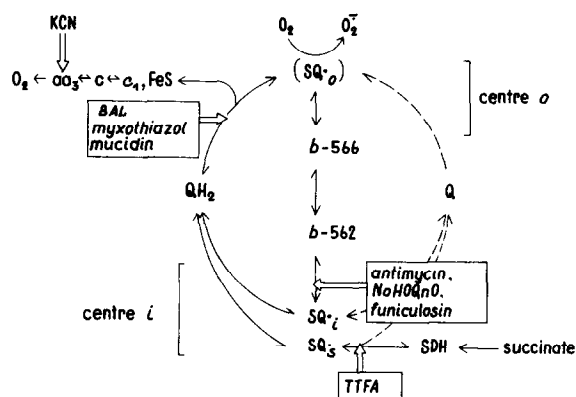 KCN
O₂ O₂⁻
(SQ·o)
O₂ ← aa₃ ↔ c ↔ c₁, FeS
centre o
BAL
myxothiazol
mucidin
b-566
QH₂
Q
b-562
antimycin,
NoHOQnO,
funiculosin
centre i
SQ·i
SQ·s
SDH
succinate
TTFA